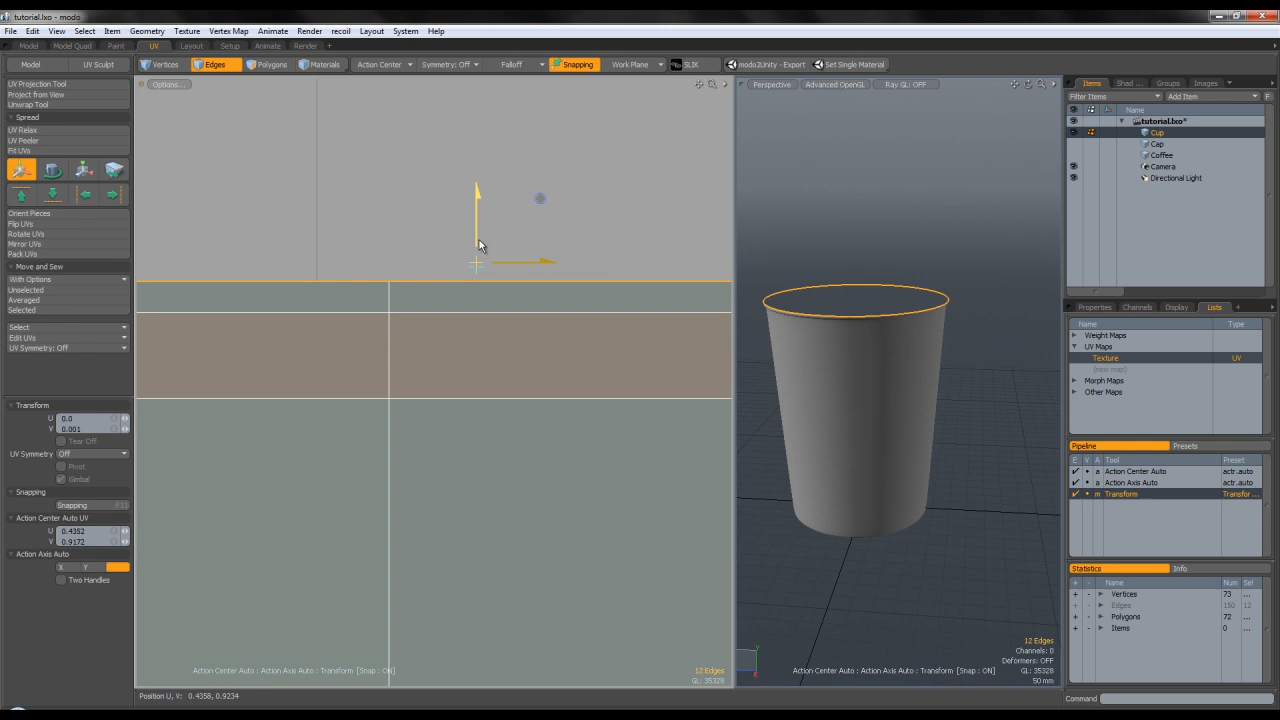 tutorial.lxo* - modo
File Edit View Select Item Geometry Texture Vertex Map Animate Render recoil Layout System Help
Model Model Quad Paint UV Layout Setup Animate Render +
Model UV Sculpt Vertices Edges Polygons Materials Action Center Symmetry: Off Falloff Snapping Work Plane SLIK modo2Unity - Export Set Single Material
UV Projection Tool
Project from View
Unwrap Tool
Spread
UV Relax
UV Peeler
Fit UVs
Orient Pieces
Flip UVs
Rotate UVs
Mirror UVs
Pack UVs
Move and Sew
With Options
Unselected
Averaged
Selected
Select
Edit UVs
UV Symmetry: Off
Transform
U 0.0
V 0.001
Tear Off
UV Symmetry Off
Pivot
Gimbal
Snapping
Snapping F11
Action Center Auto UV
U 0.4352
V 0.9172
Action Axis Auto
X Y
Two Handles
Options...
Action Center Auto : Action Axis Auto : Transform [Snap : ON]
12 Edges
GL: 35328
Position U, V: 0.4358, 0.9234
Perspective Advanced OpenGL Ray GL: OFF
12 Edges
Channels: 0
Deformers: OFF
Action Center Auto : Action Axis Auto : Transform [Snap : ON] GL: 35328
50 mm
Items Shad ... Groups Images +
Filter Items Add Item F
Name
tutorial.lxo*
Cup
Cap
Coffee
Camera
Directional Light
Properties Channels Display Lists +
Name Type
Weight Maps
UV Maps
Texture UV
(new map)
Morph Maps
Other Maps
Pipeline Presets
E V A Tool Preset
a Action Center Auto actr.auto
a Action Axis Auto actr.auto
m Transform Transfor ...
Statistics Info
+ - Name Num Sel
+ - Vertices 73 ...
+ - Edges 150 12
+ - Polygons 72 ...
+ - Items 0 ...
Command